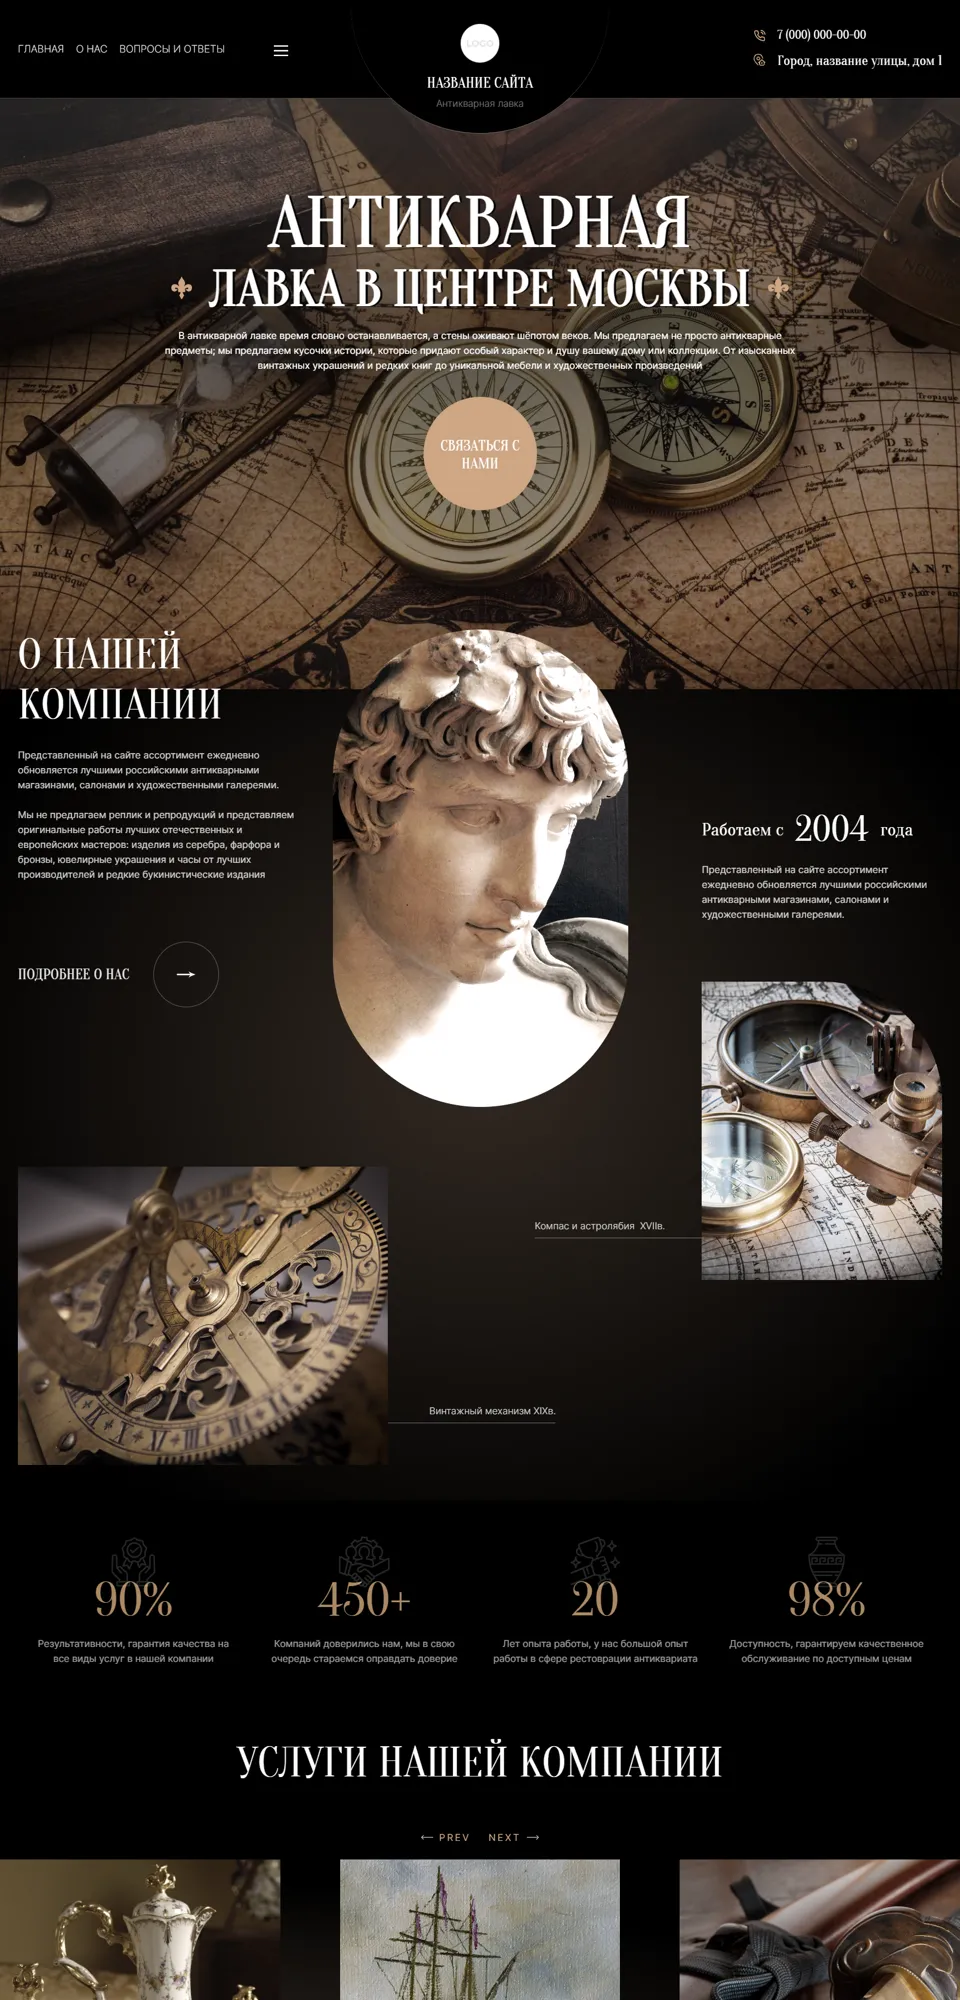 ГЛАВНАЯ О НАС ВОПРОСЫ И ОТВЕТЫ
LOGO
НАЗВАНИЕ САЙТА
Антикварная лавка
7 (000) 000-00-00
Город, название улицы, дом 1
АНТИКВАРНАЯ
ЛАВКА В ЦЕНТРЕ МОСКВЫ
В антикварной лавке время словно останавливается, а стены оживают шёпотом веков. Мы предлагаем не просто антикварные
предметы; мы предлагаем кусочки истории, которые придают особый характер и душу вашему дому или коллекции. От изысканных
винтажных украшений и редких книг до уникальной мебели и художественных произведений
СВЯЗАТЬСЯ С
НАМИ
MER DES
TERRES ANT
О НАШЕЙ
КОМПАНИИ
Представленный на сайте ассортимент ежедневно
обновляется лучшими российскими антикварными
магазинами, салонами и художественными галереями.
Мы не предлагаем реплик и репродукций и представляем
оригинальные работы лучших отечественных и
европейских мастеров: изделия из серебра, фарфора и
бронзы, ювелирные украшения и часы от лучших
производителей и редкие букинистические издания
ПОДРОБНЕЕ О НАС
Работаем с 2004 года
Представленный на сайте ассортимент
ежедневно обновляется лучшими российскими
антикварными магазинами, салонами и
художественными галереями.
Компас и астролябия XVIIв.
Винтажный механизм XIXв.
90%
Результативности, гарантия качества на
все виды услуг в нашей компании
450+
Компаний доверились нам, мы в свою
очередь стараемся оправдать доверие
20
Лет опыта работы, у нас большой опыт
работы в сфере рестоврации антиквариата
98%
Доступность, гарантируем качественное
обслуживание по доступным ценам
УСЛУГИ НАШЕЙ КОМПАНИИ
PREV NEXT